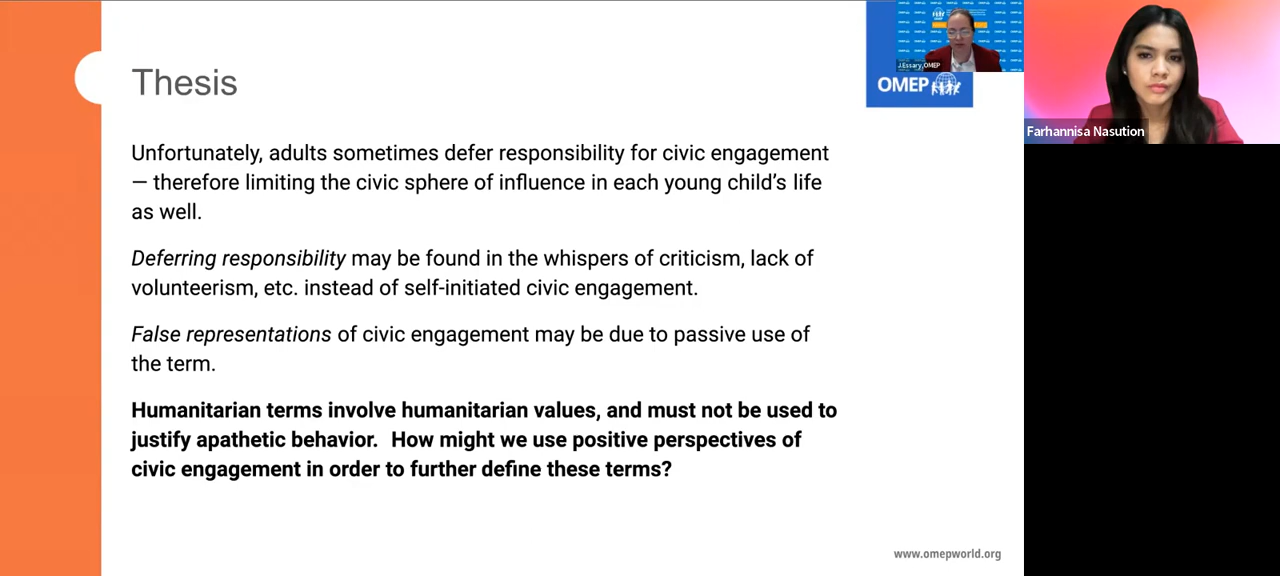 Thesis
Unfortunately, adults sometimes defer responsibility for civic engagement
— therefore limiting the civic sphere of influence in each young child's life
as well.
Deferring responsibility may be found in the whispers of criticism, lack of
volunteerism, etc. instead of self-initiated civic engagement.
False representations of civic engagement may be due to passive use of
the term.
Humanitarian terms involve humanitarian values, and must not be used to
justify apathetic behavior.  How might we use positive perspectives of
civic engagement in order to further define these terms?
www.omepworld.org
J.Essary,OMEP
OMEP
Farhannisa Nasution